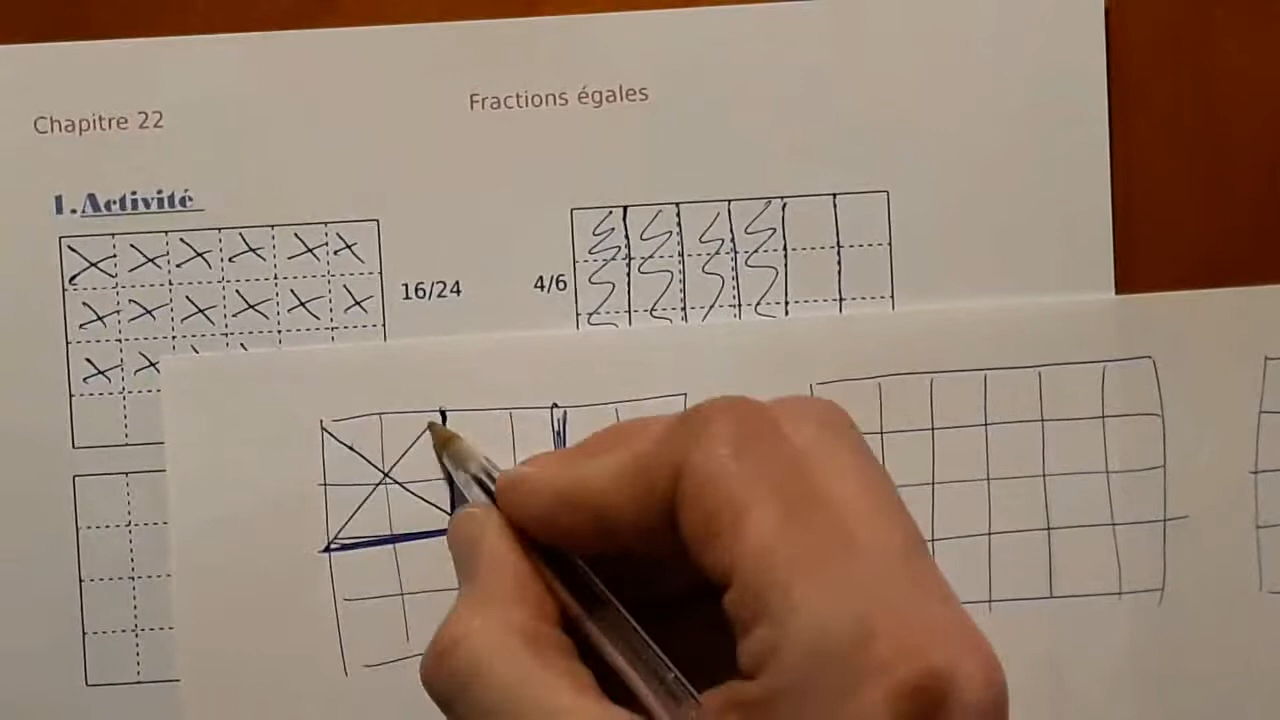 Chapitre 22
Fractions égales
1.Activité
16/24
4/6